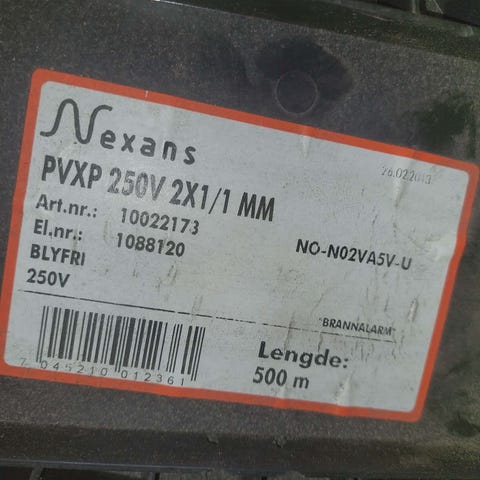 Nexans
26.02.2013
PVXP 250V 2X1/1 MM
Art.nr.: 10022173
El.nr.: 1088120
NO-N02VA5V-U
BLYFRI
250V
"BRANNALARM"
Lengde:
500 m
7 045210 012361